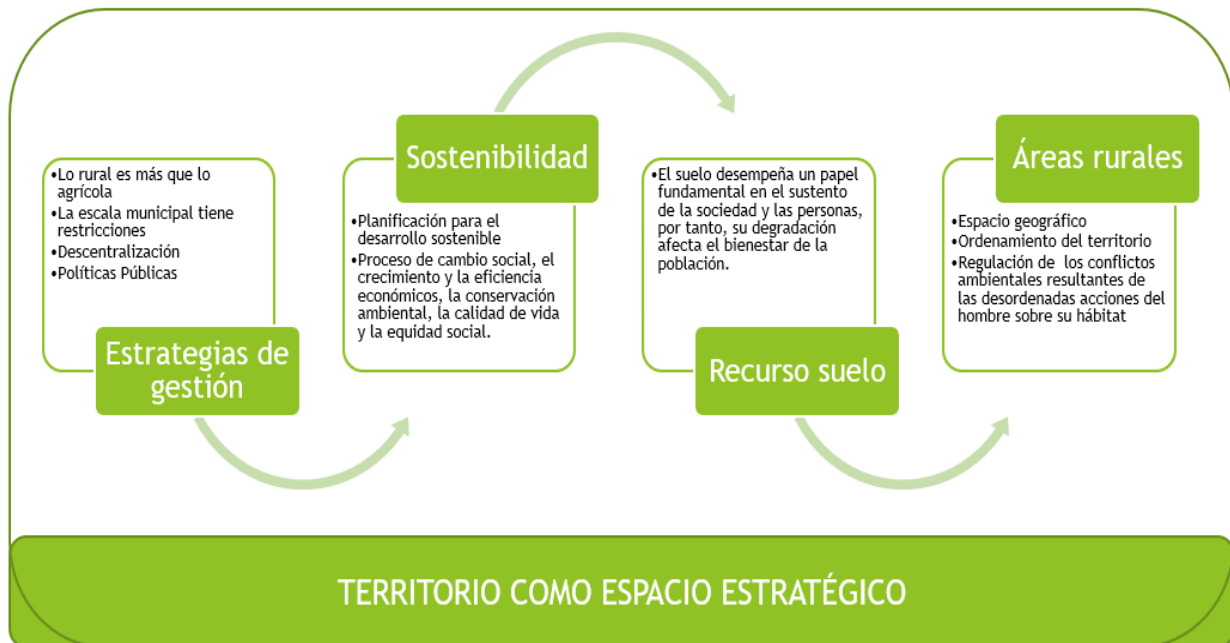 •Lo rural es más que lo
agrícola
•La escala municipal tiene
restricciones
•Descentralización
•Políticas Públicas
Estrategias de
gestión
Sostenibilidad
•Planificación para el
desarrollo sostenible
•Proceso de cambio social, el
crecimiento y la eficiencia
económicos, la conservación
ambiental, la calidad de vida
y la equidad social.
•El suelo desempeña un papel
fundamental en el sustento
de la sociedad y las personas,
por tanto, su degradación
afecta el bienestar de la
población.
Recurso suelo
Áreas rurales
•Espacio geográfico
•Ordenamiento del territorio
•Regulación de los conflictos
ambientales resultantes de
las desordenadas acciones del
hombre sobre su hábitat
TERRITORIO COMO ESPACIO ESTRATÉGICO